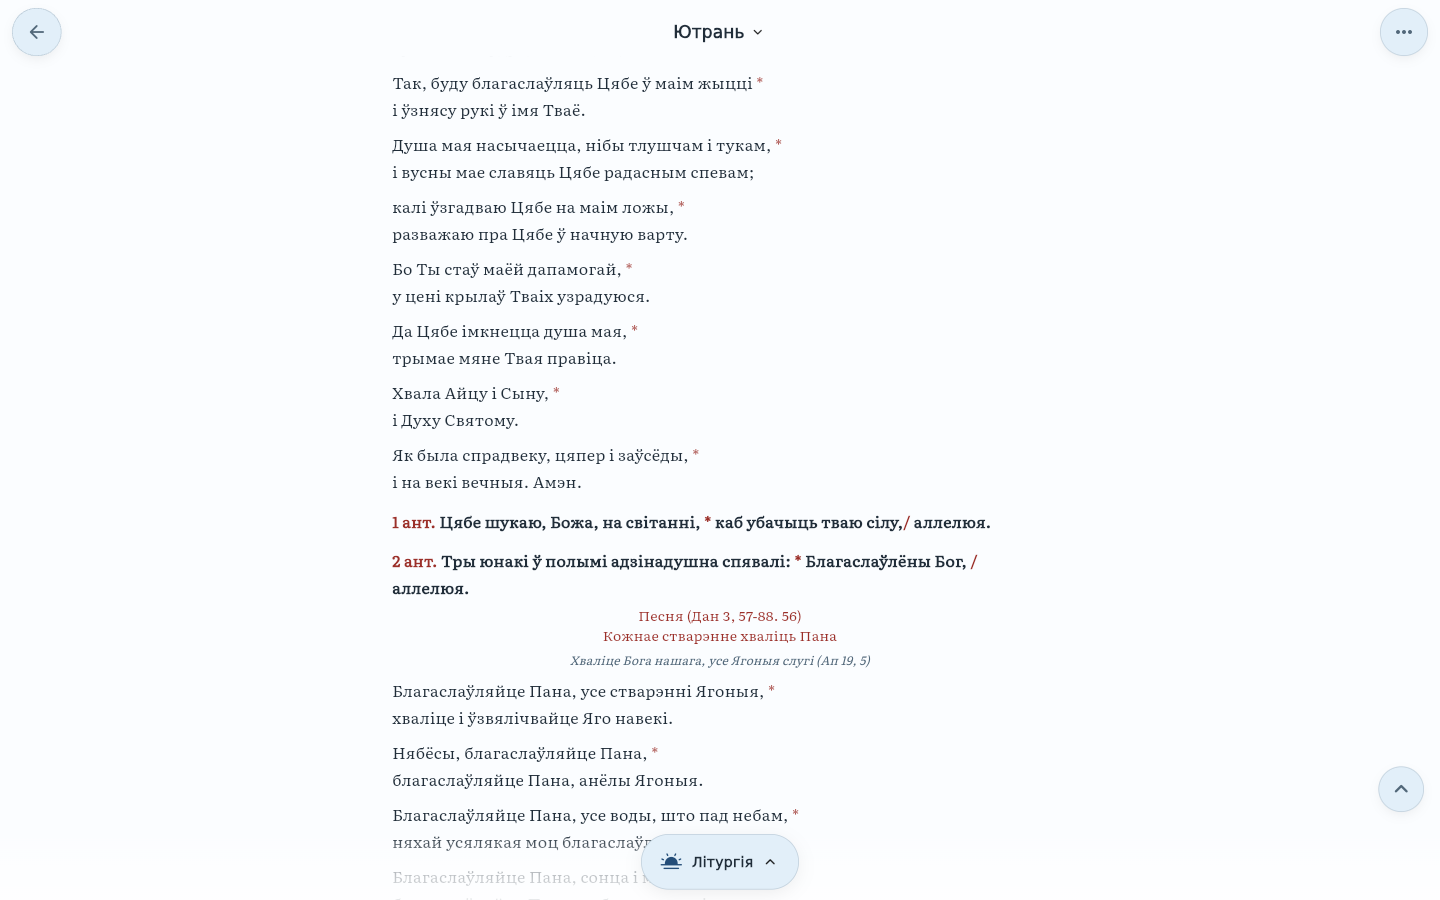 Ютрань
Так, буду благаслаўляць Цябе ў маім жыцці *
і ўзнясу рукі ў імя Тваё.
Душа мая насычаецца, нібы тлушчам і тукам, *
і вусны мае славяць Цябе радасным спевам;
калі ўзгадваю Цябе на маім ложы, *
разважаю пра Цябе ў начную варту.
Бо Ты стаў маёй дапамогай, *
у цені крылаў Тваіх узрадуюся.
Да Цябе імкнецца душа мая, *
трымае мяне Твая правіца.
Хвала Айцу і Сыну, *
і Духу Святому.
Як была спрадвеку, цяпер і заўсёды, *
і на векі вечныя. Амэн.
1 ант. Цябе шукаю, Божа, на світанні, * каб убачыць тваю сілу,/ аллелюя.
2 ант. Тры юнакі ў полымі адзінадушна спявалі: * Благаслаўлёны Бог, /
аллелюя.
Песня (Дан 3, 57-88. 56)
Кожнае стварэнне хваліць Пана
Хваліце Бога нашага, усе Ягоныя слугі (Ап 19, 5)
Благаслаўляйце Пана, усе стварэнні Ягоныя, *
хваліце і ўзвялічвайце Яго навекі.
Нябёсы, благаслаўляйце Пана, *
благаслаўляйце Пана, анёлы Ягоныя.
Благаслаўляйце Пана, усе воды, што пад небам, *
няхай усялякая моц
Благаслаўляйце Пана, сонца і
Літургія